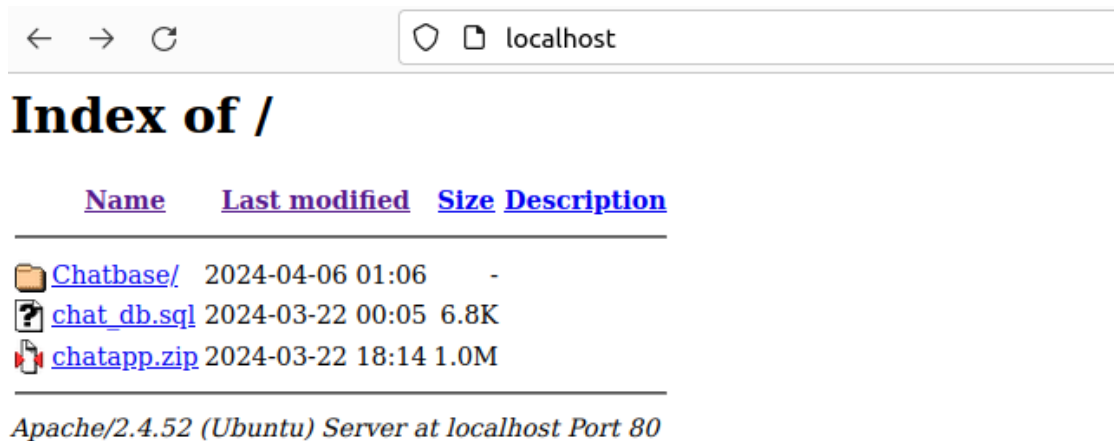 localhost
Index of /
Name Last modified Size Description
Chatbase/ 2024-04-06 01:06 -
chat_db.sql 2024-03-22 00:05 6.8K
chatapp.zip 2024-03-22 18:14 1.0M
Apache/2.4.52 (Ubuntu) Server at localhost Port 80